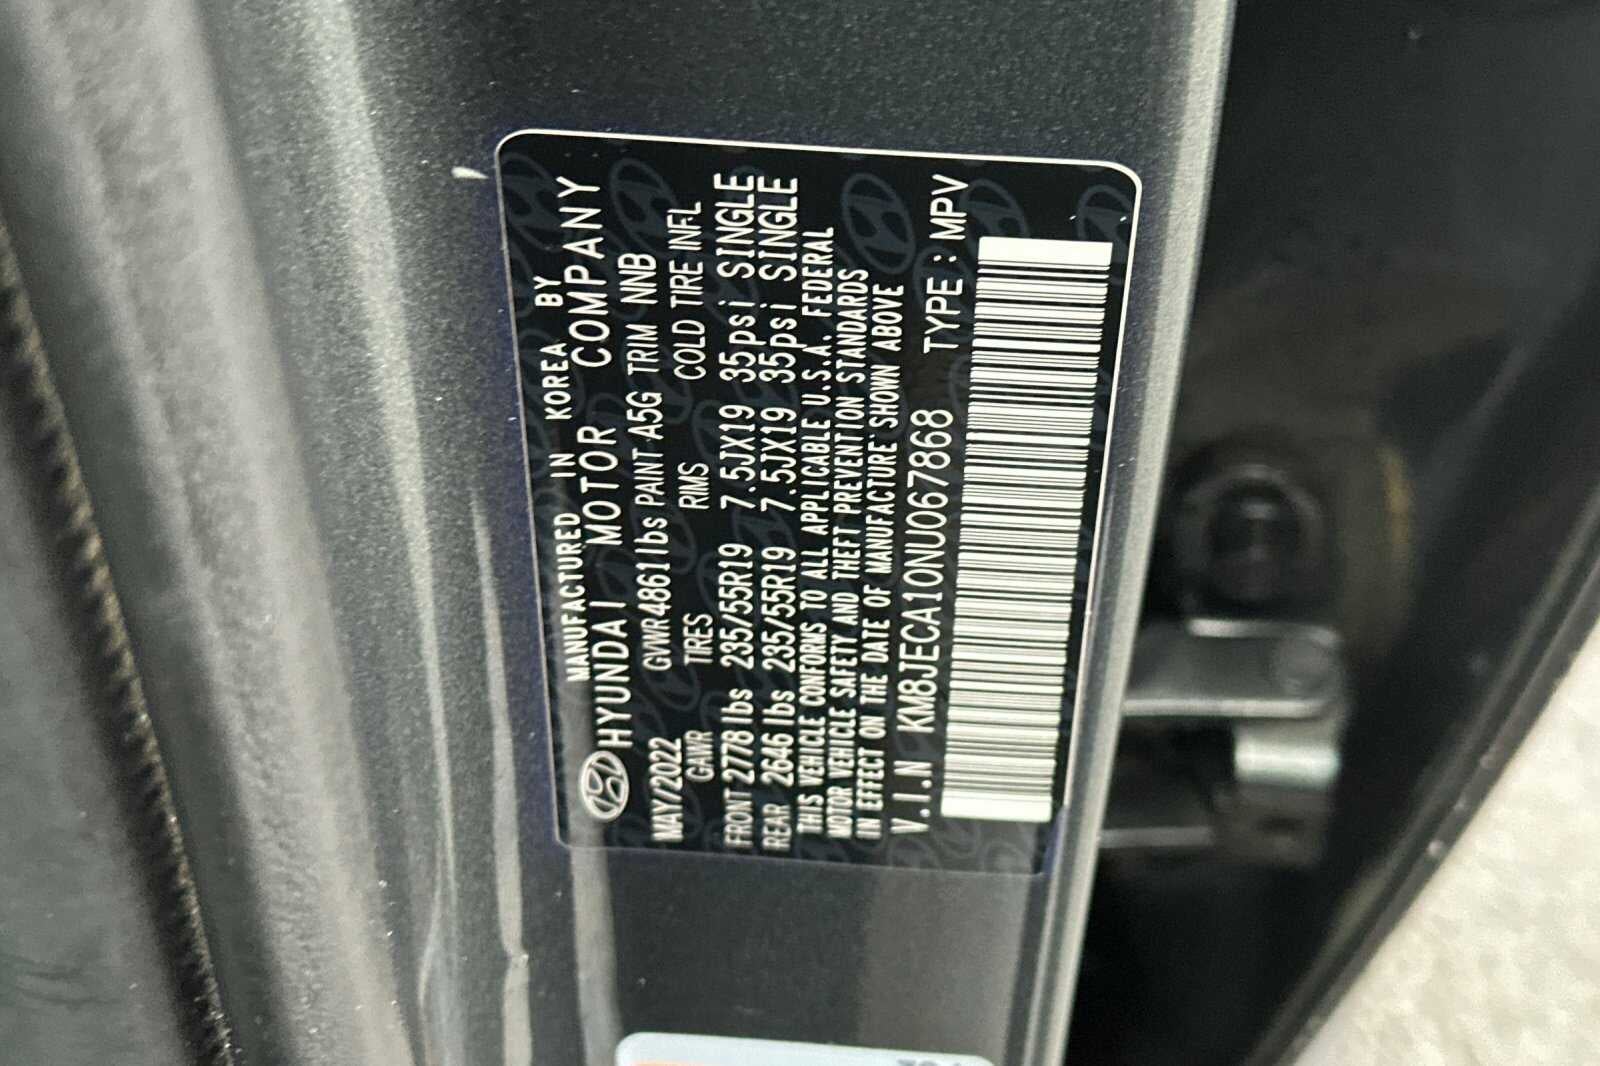 MANUFACTURED IN KOREA BY
HYUNDAI MOTOR COMPANY
MAY/2022 GVWR 4861 lbs PAINT A5G TRIM NNB
GAWR TIRES RIMS COLD TIRE INFL
FRONT 2778 lbs 235/55R19 7.5JX19 35psi SINGLE
REAR 2646 lbs 235/55R19 7.5JX19 35psi SINGLE
THIS VEHICLE CONFORMS TO ALL APPLICABLE U.S.A. FEDERAL
MOTOR VEHICLE SAFETY AND THEFT PREVENTION STANDARDS
IN EFFECT ON THE DATE OF MANUFACTURE SHOWN ABOVE
V.I.N KM8JECA10NU067868 TYPE : MPV